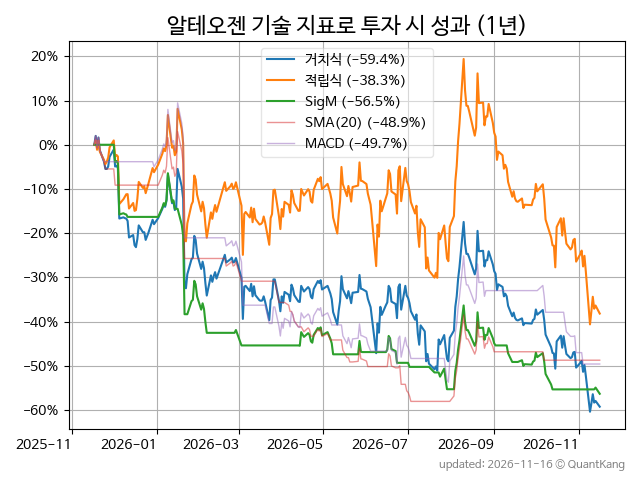 알테오젠 기술 지표로 투자 시 성과 (1년)
거치식 (−59.4%)
적립식 (−38.3%)
SigM (−56.5%)
SMA(20) (−48.9%)
MACD (−49.7%)
20%
10%
0%
−10%
−20%
−30%
−40%
−50%
−60%
2025-11 2026-01 2026-03 2026-05 2026-07 2026-09 2026-11
updated: 2026-11-16 © QuantKang